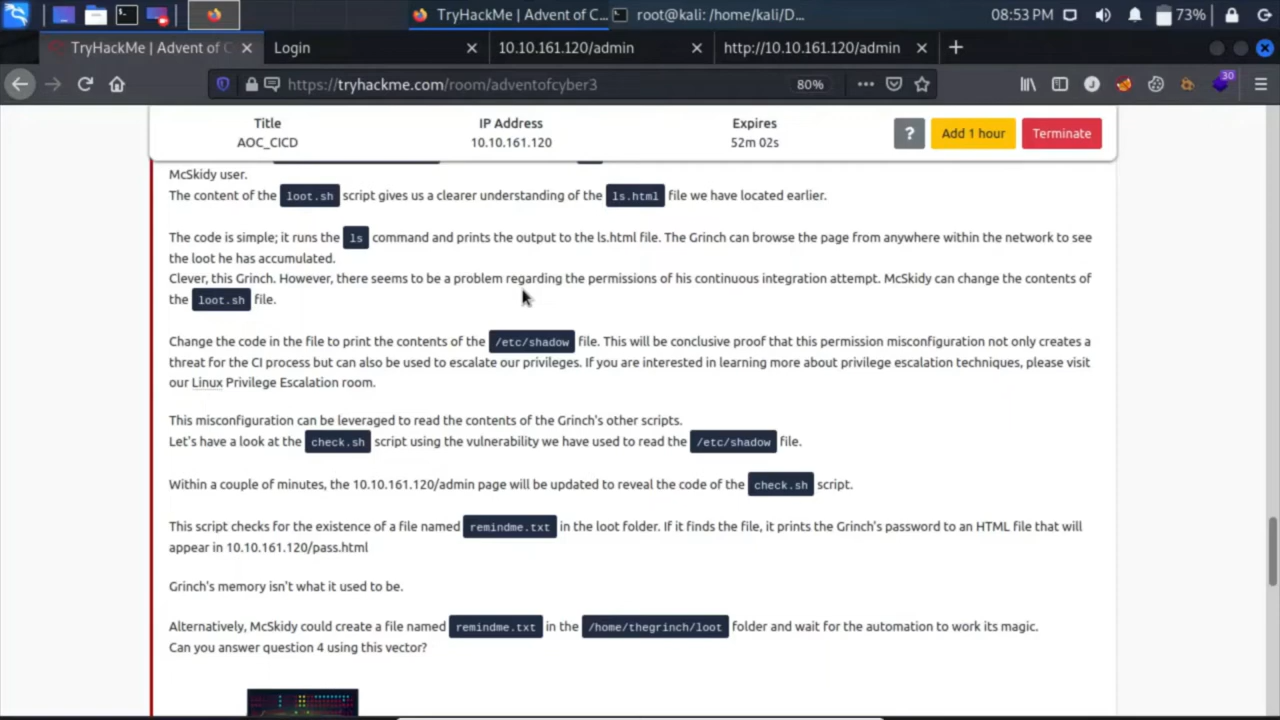 TryHackMe | Advent of C...
root@kali: /home/kali/D...
08:53 PM
73%
TryHackMe | Advent of C
Login
10.10.161.120/admin
http://10.10.161.120/admin
https://tryhackme.com/room/adventofcyber3
80%
30
Title
IP Address
Expires
AOC_CICD
10.10.161.120
52m 02s
?
Add 1 hour
Terminate
McSkidy user.
The content of the loot.sh script gives us a clearer understanding of the ls.html file we have located earlier.
The code is simple; it runs the ls command and prints the output to the ls.html file. The Grinch can browse the page from anywhere within the network to see
the loot he has accumulated.
Clever, this Grinch. However, there seems to be a problem regarding the permissions of his continuous integration attempt. McSkidy can change the contents of
the loot.sh file.
Change the code in the file to print the contents of the /etc/shadow file. This will be conclusive proof that this permission misconfiguration not only creates a
threat for the CI process but can also be used to escalate our privileges. If you are interested in learning more about privilege escalation techniques, please visit
our Linux Privilege Escalation room.
This misconfiguration can be leveraged to read the contents of the Grinch's other scripts.
Let's have a look at the check.sh script using the vulnerability we have used to read the /etc/shadow file.
Within a couple of minutes, the 10.10.161.120/admin page will be updated to reveal the code of the check.sh script.
This script checks for the existence of a file named remindme.txt in the loot folder. If it finds the file, it prints the Grinch's password to an HTML file that will
appear in 10.10.161.120/pass.html
Grinch's memory isn't what it used to be.
Alternatively, McSkidy could create a file named remindme.txt in the /home/thegrinch/loot folder and wait for the automation to work its magic.
Can you answer question 4 using this vector?